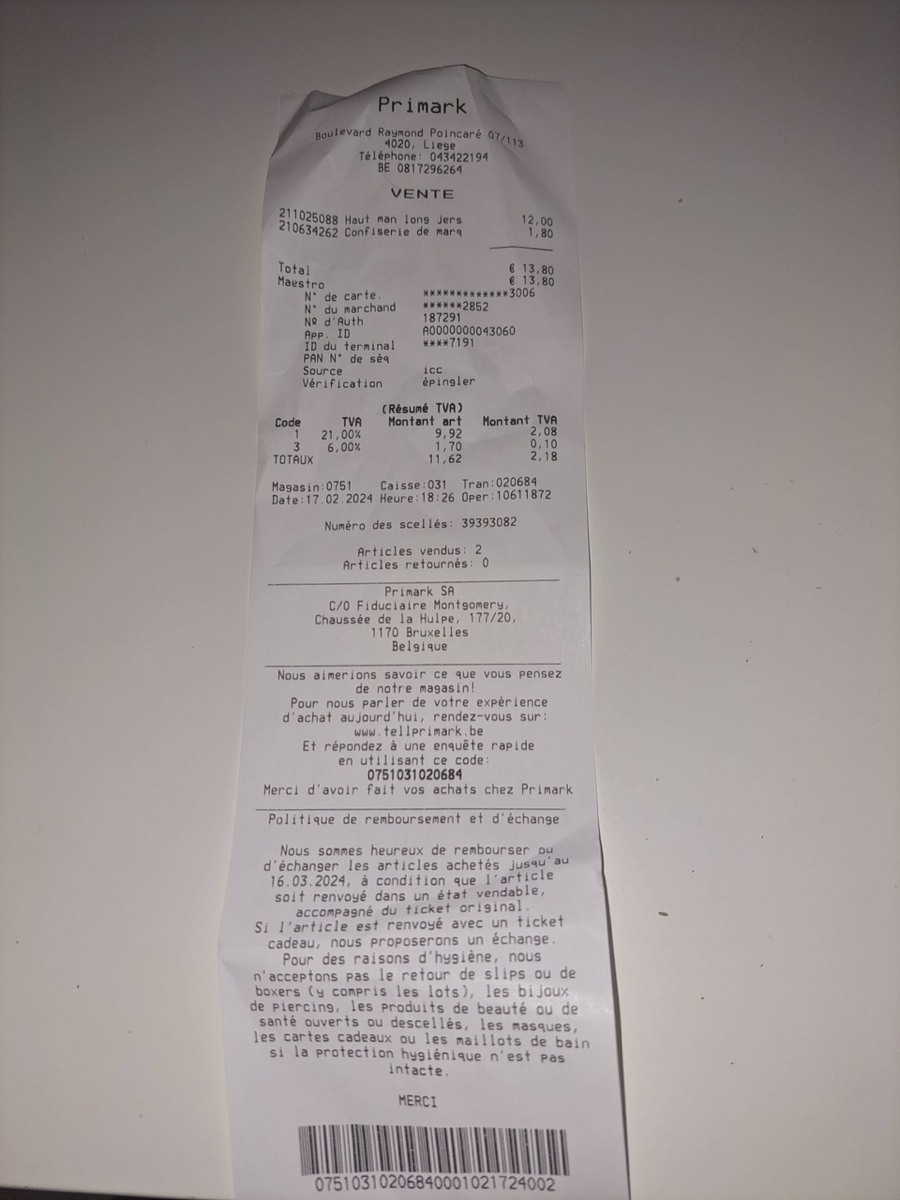 Primark
Boulevard Raymond Poincaré 07/113
4020, Liege
Téléphone: 043422194
BE 0817296264
VENTE
211025088 Haut man long jers 12,00
210634262 Confiserie de marq 1,80
Total € 13,80
Maestro € 13,80
N° de carte. *************3006
N° du marchand ******2852
Nº d'Auth 187291
App. ID A0000000043060
ID du terminal ****7191
PAN N° de séq
Source icc
Vérification épingler
(Résumé TVA)
Code TVA Montant art Montant TVA
1 21,00% 9,92 2,08
3 6,00% 1,70 0,10
TOTAUX 11,62 2,18
Magasin:0751 Caisse:031 Tran:020684
Date:17.02.2024 Heure:18:26 Oper:10611872
Numéro des scellés: 39393082
Articles vendus: 2
Articles retournés: 0
Primark SA
C/O Fiduciaire Montgomery,
Chaussée de la Hulpe, 177/20,
1170 Bruxelles
Belgique
Nous aimerions savoir ce que vous pensez
de notre magasin!
Pour nous parler de votre expérience
d'achat aujourd'hui, rendez-vous sur:
www.tellprimark.be
Et répondez à une enquête rapide
en utilisant ce code:
0751031020684
Merci d'avoir fait vos achats chez Primark
Politique de remboursement et d'échange
Nous sommes heureux de rembourser ou
d'échanger les articles achetés jusqu'au
16.03.2024, à condition que l'article
soit renvoyé dans un état vendable,
accompagné du ticket original.
Si l'article est renvoyé avec un ticket
cadeau, nous proposerons un échange.
Pour des raisons d'hygiène, nous
n'acceptons pas le retour de slips ou de
boxers (y compris les lots), les bijoux
de piercing, les produits de beauté ou de
santé ouverts ou descellés, les masques,
les cartes cadeaux ou les maillots de bain
si la protection hygiénique n'est pas
intacte.
MERCI
07510310206840001021724002